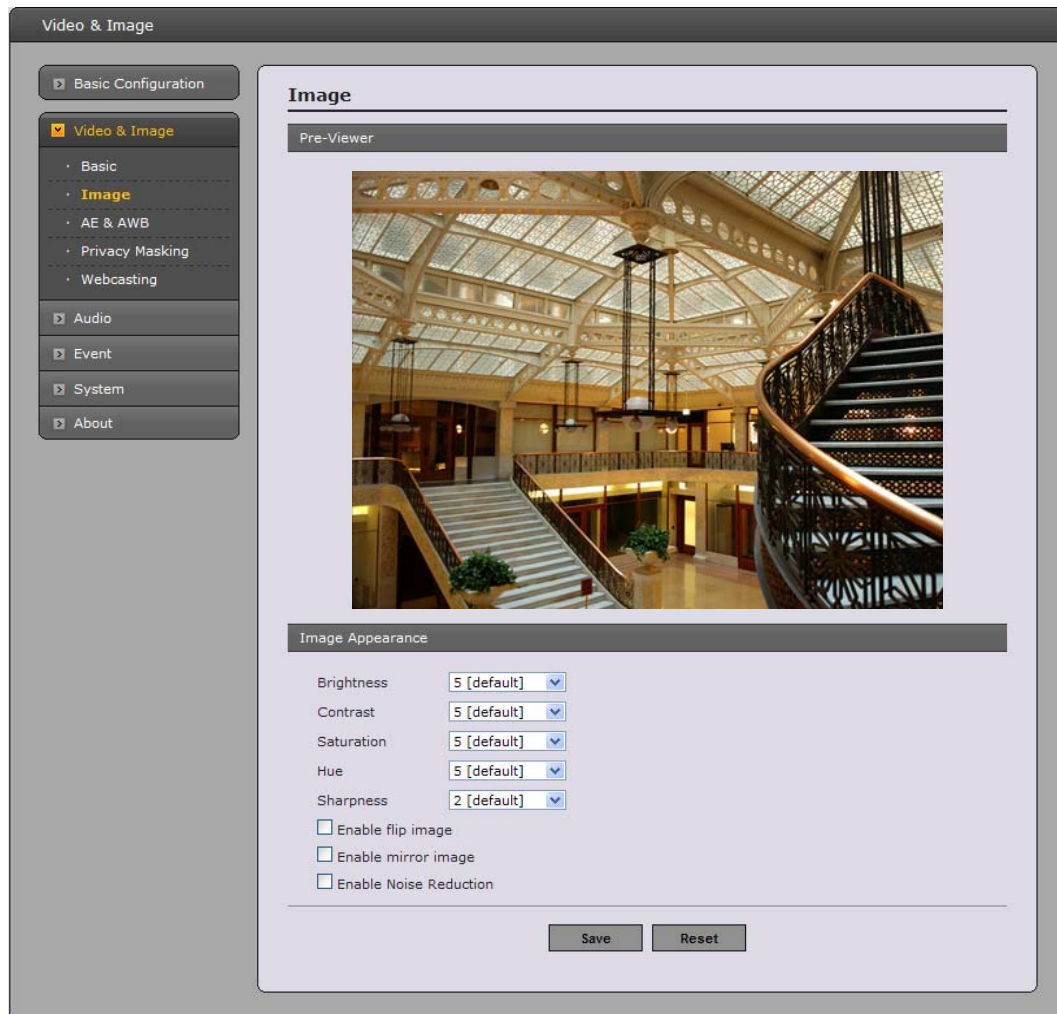 Video & Image
Basic Configuration
Video & Image
Basic
Image
AE & AWB
Privacy Masking
Webcasting
Audio
Event
System
About
Image
Pre-Viewer
Image Appearance
Brightness 5 [default]
Contrast 5 [default]
Saturation 5 [default]
Hue 5 [default]
Sharpness 2 [default]
Enable flip image
Enable mirror image
Enable Noise Reduction
Save Reset